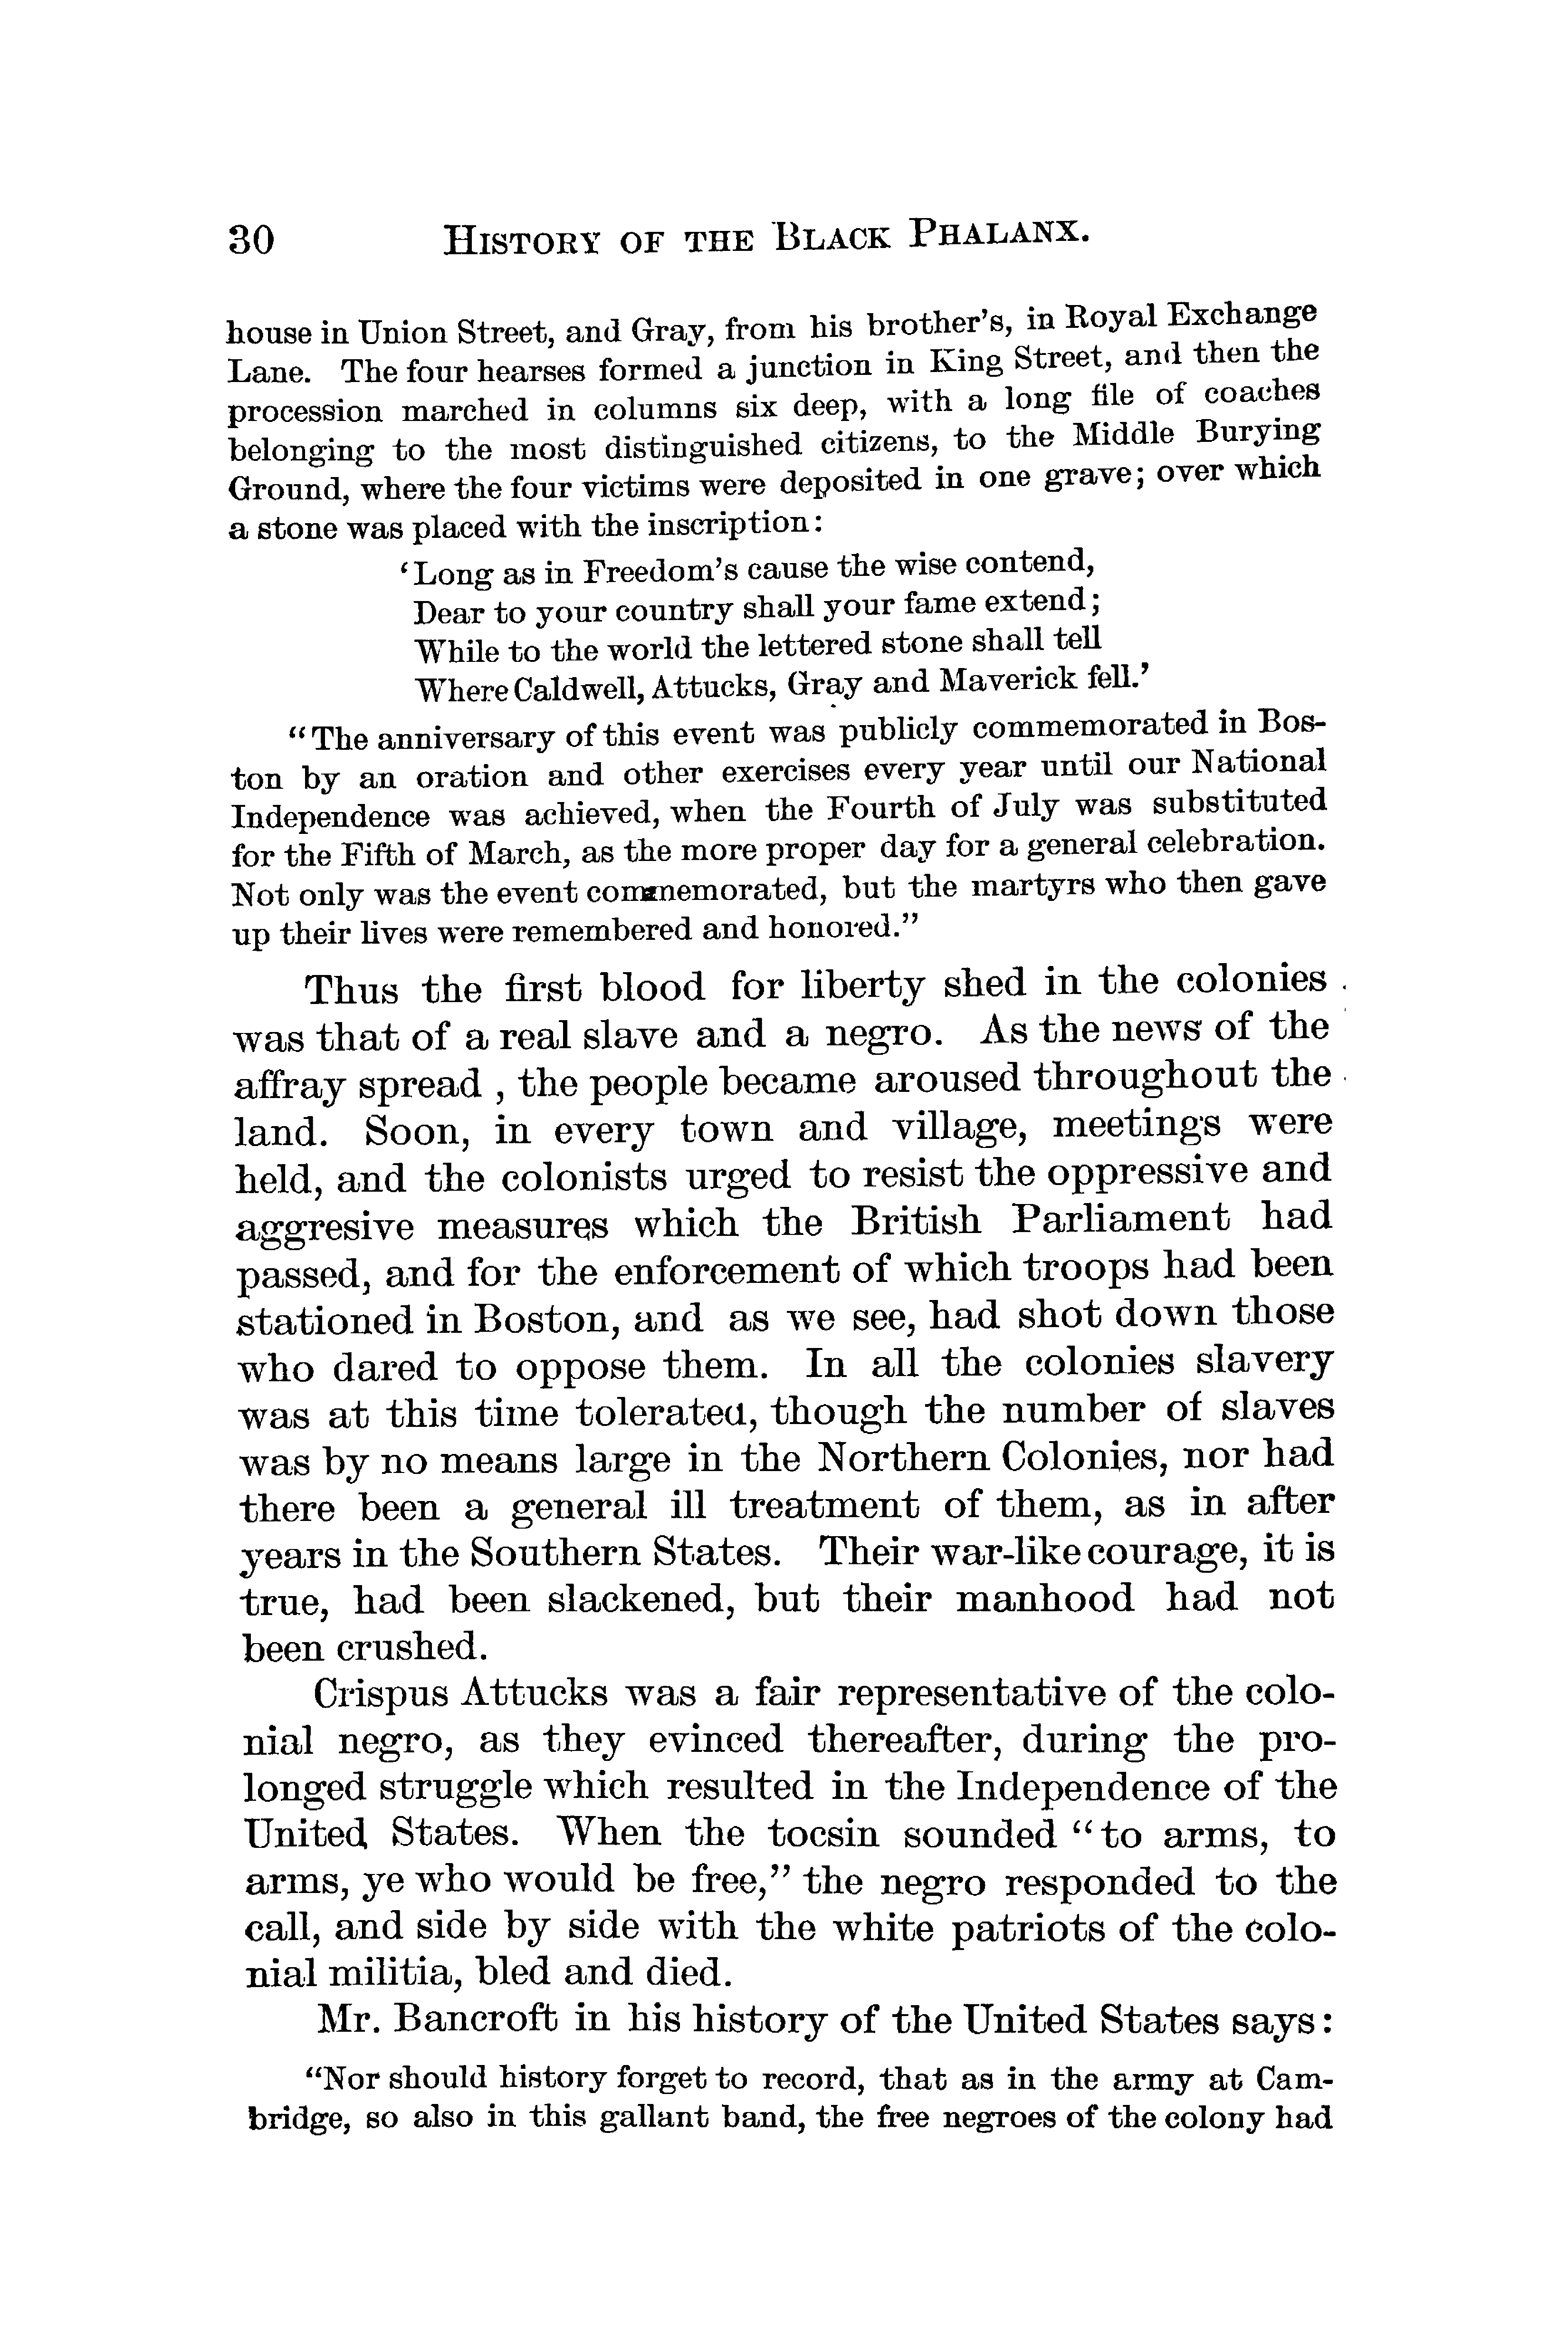 30 HISTORY OF THE BLACK PHALANX.
house in Union Street, and Gray, from his brother's, in Royal Exchange
Lane. The four hearses formed a junction in King Street, and then the
procession marched in columns six deep, with a long file of coaches
belonging to the most distinguished citizens, to the Middle Burying
Ground, where the four victims were deposited in one grave; over which
a stone was placed with the inscription:
'Long as in Freedom's cause the wise contend,
Dear to your country shall your fame extend;
While to the world the lettered stone shall tell
Where Caldwell, Attucks, Gray and Maverick fell.'
"The anniversary of this event was publicly commemorated in Bos-
ton by an oration and other exercises every year until our National
Independence was achieved, when the Fourth of July was substituted
for the Fifth of March, as the more proper day for a general celebration.
Not only was the event commemorated, but the martyrs who then gave
up their lives were remembered and honored."
Thus the first blood for liberty shed in the colonies
was that of a real slave and a negro. As the news of the
affray spread , the people became aroused throughout the
land. Soon, in every town and village, meetings were
held, and the colonists urged to resist the oppressive and
aggresive measures which the British Parliament had
passed, and for the enforcement of which troops had been
stationed in Boston, and as we see, had shot down those
who dared to oppose them. In all the colonies slavery
was at this time tolerated, though the number of slaves
was by no means large in the Northern Colonies, nor had
there been a general ill treatment of them, as in after
years in the Southern States. Their war-like courage, it is
true, had been slackened, but their manhood had not
been crushed.
Crispus Attucks was a fair representative of the colo-
nial negro, as they evinced thereafter, during the pro-
longed struggle which resulted in the Independence of the
United States. When the tocsin sounded "to arms, to
arms, ye who would be free," the negro responded to the
call, and side by side with the white patriots of the colo-
nial militia, bled and died.
Mr. Bancroft in his history of the United States says:
"Nor should history forget to record, that as in the army at Cam-
bridge, so also in this gallant band, the free negroes of the colony had